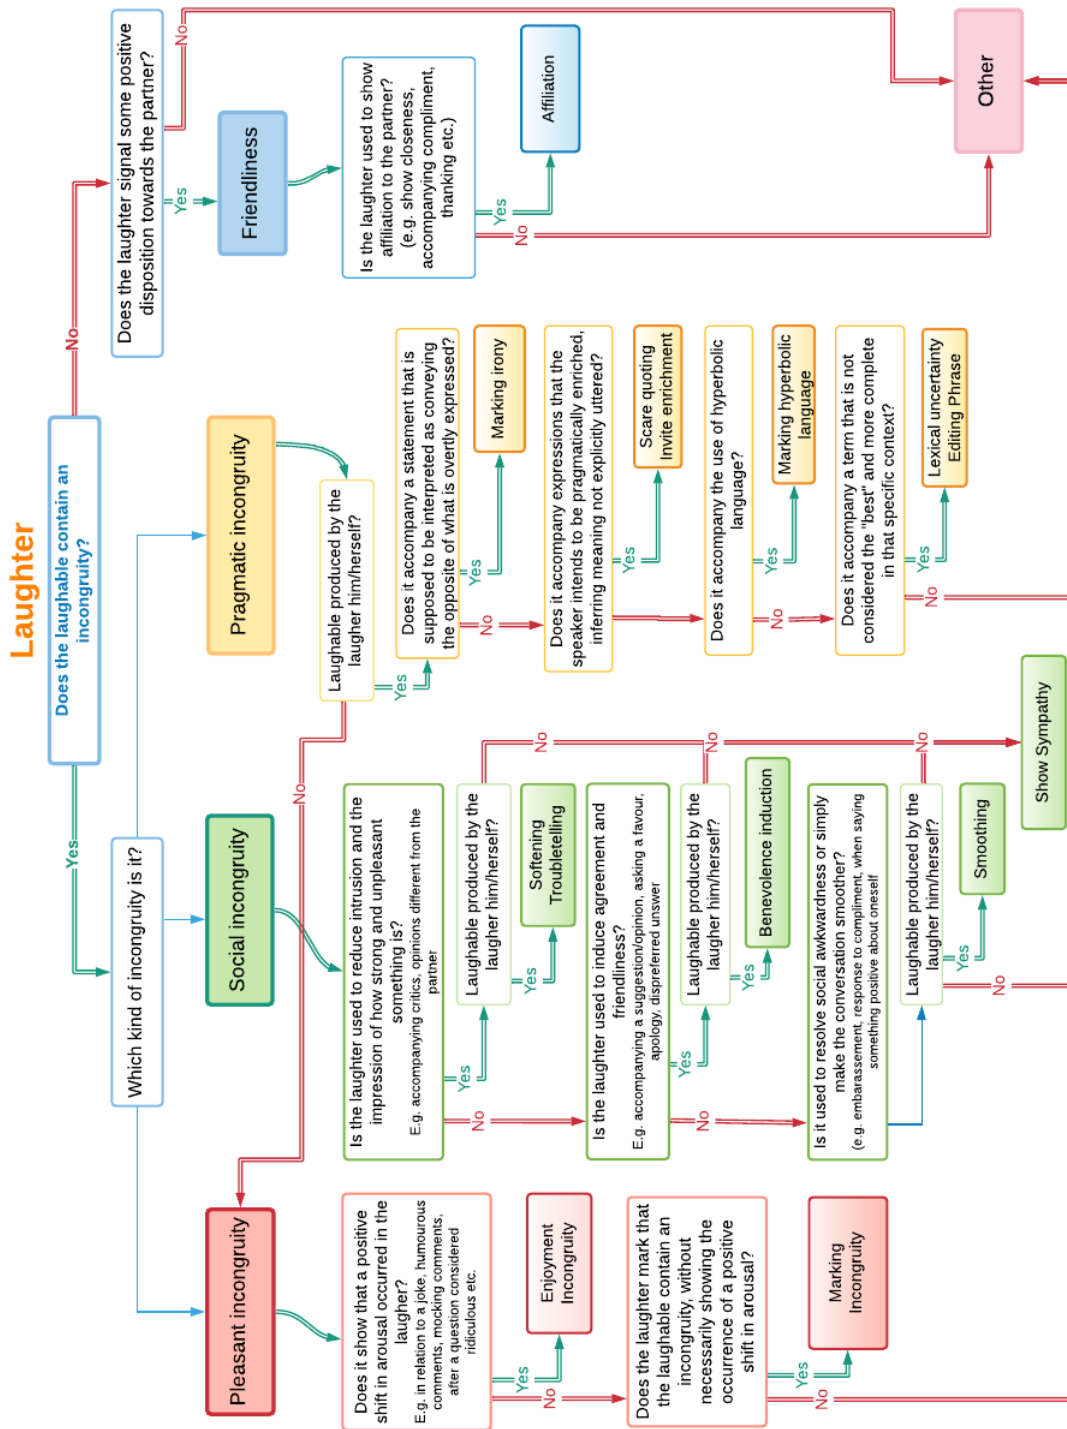 Laughter
Does the laughable contain an
incongruity?
Yes
No
Which kind of incongruity is it?
Pleasant incongruity
Does it show that a positive
shift in arousal occurred in the
laugher?
E.g. in relation to a joke, humourous
comments, mocking comments,
after a question considered
ridiculous etc.
Yes
No
Enjoyment
Incongruity
Does the laughter mark that
the laughable contain an
incongruity, without
necessarily showing the
occurrence of a positive
shift in arousal?
Yes
No
Marking
Incongruity
Social incongruity
Is the laughter used to reduce intrusion and the
impression of how strong and unpleasant
something is?
E.g. accompanying critics, opinions different from the
partner
Yes
No
Laughable produced by the
laugher him/herself?
Yes
No
Softening
Troubletelling
Is the laughter used to induce agreement and
friendliness?
E.g. accompanying a suggestion/opinion, asking a favour,
apology, dispreferred unswer
Yes
No
Laughable produced by the
laugher him/herself?
Yes
No
Benevolence induction
Is it used to resolve social awkwardness or simply
make the conversation smoother?
(e.g. embarassement, response to compliment, when saying
something positive about oneself
Laughable produced by the
laugher him/herself?
Yes
No
No
Smoothing
Show Sympathy
Pragmatic incongruity
Laughable produced by the
laugher him/herself?
Yes
No
Does it accompany a statement that is
supposed to be interpreted as conveying
the opposite of what is overtly expressed?
Yes
No
Marking irony
Does it accompany expressions that the
speaker intends to be pragmatically enriched,
inferring meaning not explicitly uttered?
Yes
No
Scare quoting
Invite enrichment
Does it accompany the use of hyperbolic
language?
Yes
No
Marking hyperbolic
language
Does it accompany a term that is not
considered the "best" and more complete
in that specific context?
Yes
No
Lexical uncertainty
Editing Phrase
Does the laughter signal some positive
disposition towards the partner?
Yes
No
Friendliness
Is the laughter used to show
affiliation to the partner?
(e.g. show closeness,
accompanying compliment,
thanking etc.)
Yes
No
Affiliation
Other